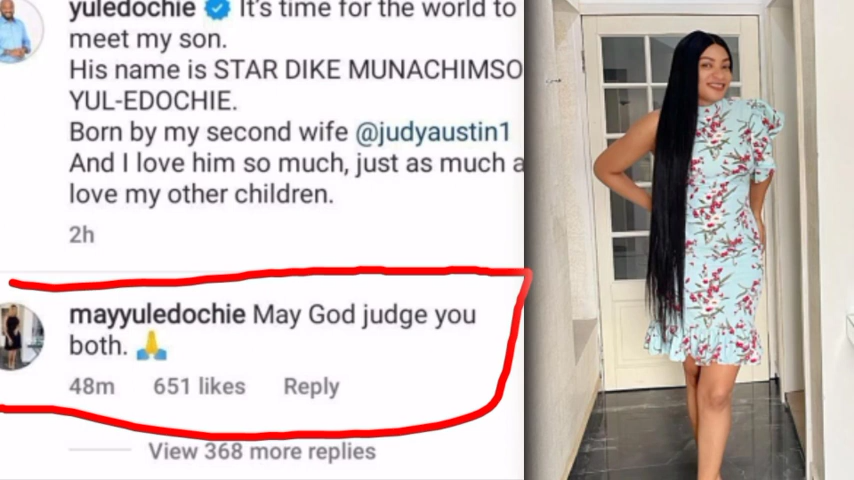 yuledochie It's time for the world to
meet my son.
His name is STAR DIKE MUNACHIMSO
YUL-EDOCHIE.
Born by my second wife @judyaustin1
And I love him so much, just as much a
love my other children.
2h
mayyuledochie May God judge you
both. 🙏
48m 651 likes Reply
View 368 more replies